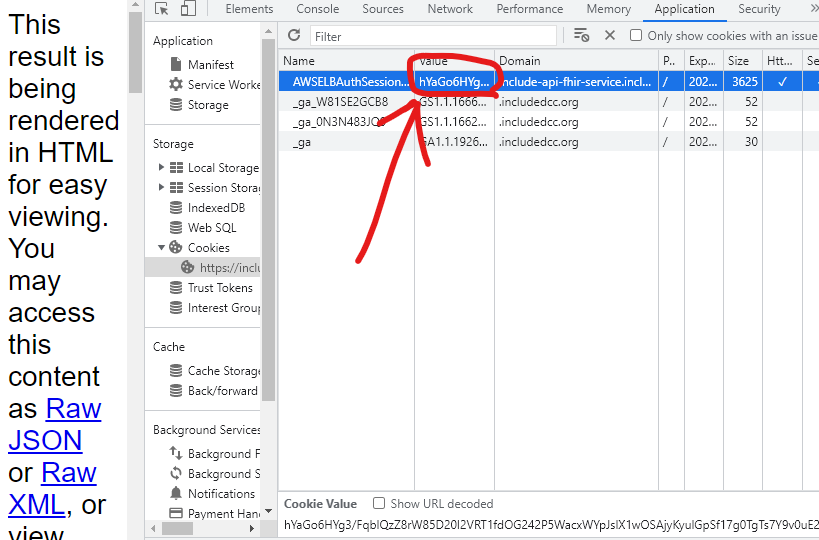 This
result is
being
rendered
in HTML
for easy
viewing.
You
may
access
this
content
as Raw
JSON
or Raw
XML, or
view
Elements Console Sources Network Performance Memory Application Security
Application
Manifest
Service Worke
Storage
Storage
Local Storage
Session Storag
IndexedDB
Web SQL
Cookies
https://inclu
Trust Tokens
Interest Group
Cache
Cache Storage
Back/forward
Background Services
Background F
Background S
Notifications
Payment Hand
Filter Only show cookies with an issue
Name Value Domain P.. Exp... Size Htt... Se
AWSELBAuthSession... hYaGo6HYg... include-api-fhir-service.incl... / 202... 3625 ✓
_ga_W81SE2GCB8 GS1.1.1666... .includedcc.org / 202... 52
_ga_0N3N483JQ GS1.1.1662... .includedcc.org / 202... 52
_ga GA1.1.1926... .includedcc.org / 202... 30
Cookie Value Show URL decoded